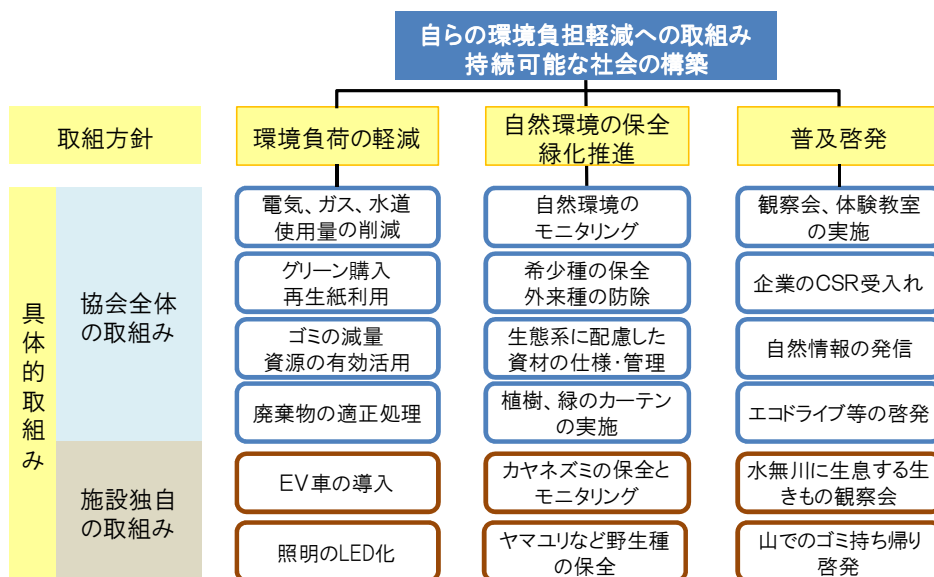 自らの環境負担軽減への取組み
持続可能な社会の構築
取組方針
環境負荷の軽減
自然環境の保全
緑化推進
普及啓発
具体的取組み
協会全体
の取組み
電気、ガス、水道
使用量の削減
自然環境の
モニタリング
観察会、体験教室
の実施
グリーン購入
再生紙利用
希少種の保全
外来種の防除
企業のCSR受入れ
ゴミの減量
資源の有効活用
生態系に配慮した
資材の仕様・管理
自然情報の発信
廃棄物の適正処理
植樹、緑のカーテン
の実施
エコドライブ等の啓発
施設独自
の取組み
EV車の導入
カヤネズミの保全と
モニタリング
水無川に生息する生
きもの観察会
照明のLED化
ヤマユリなど野生種
の保全
山でのゴミ持ち帰り
啓発